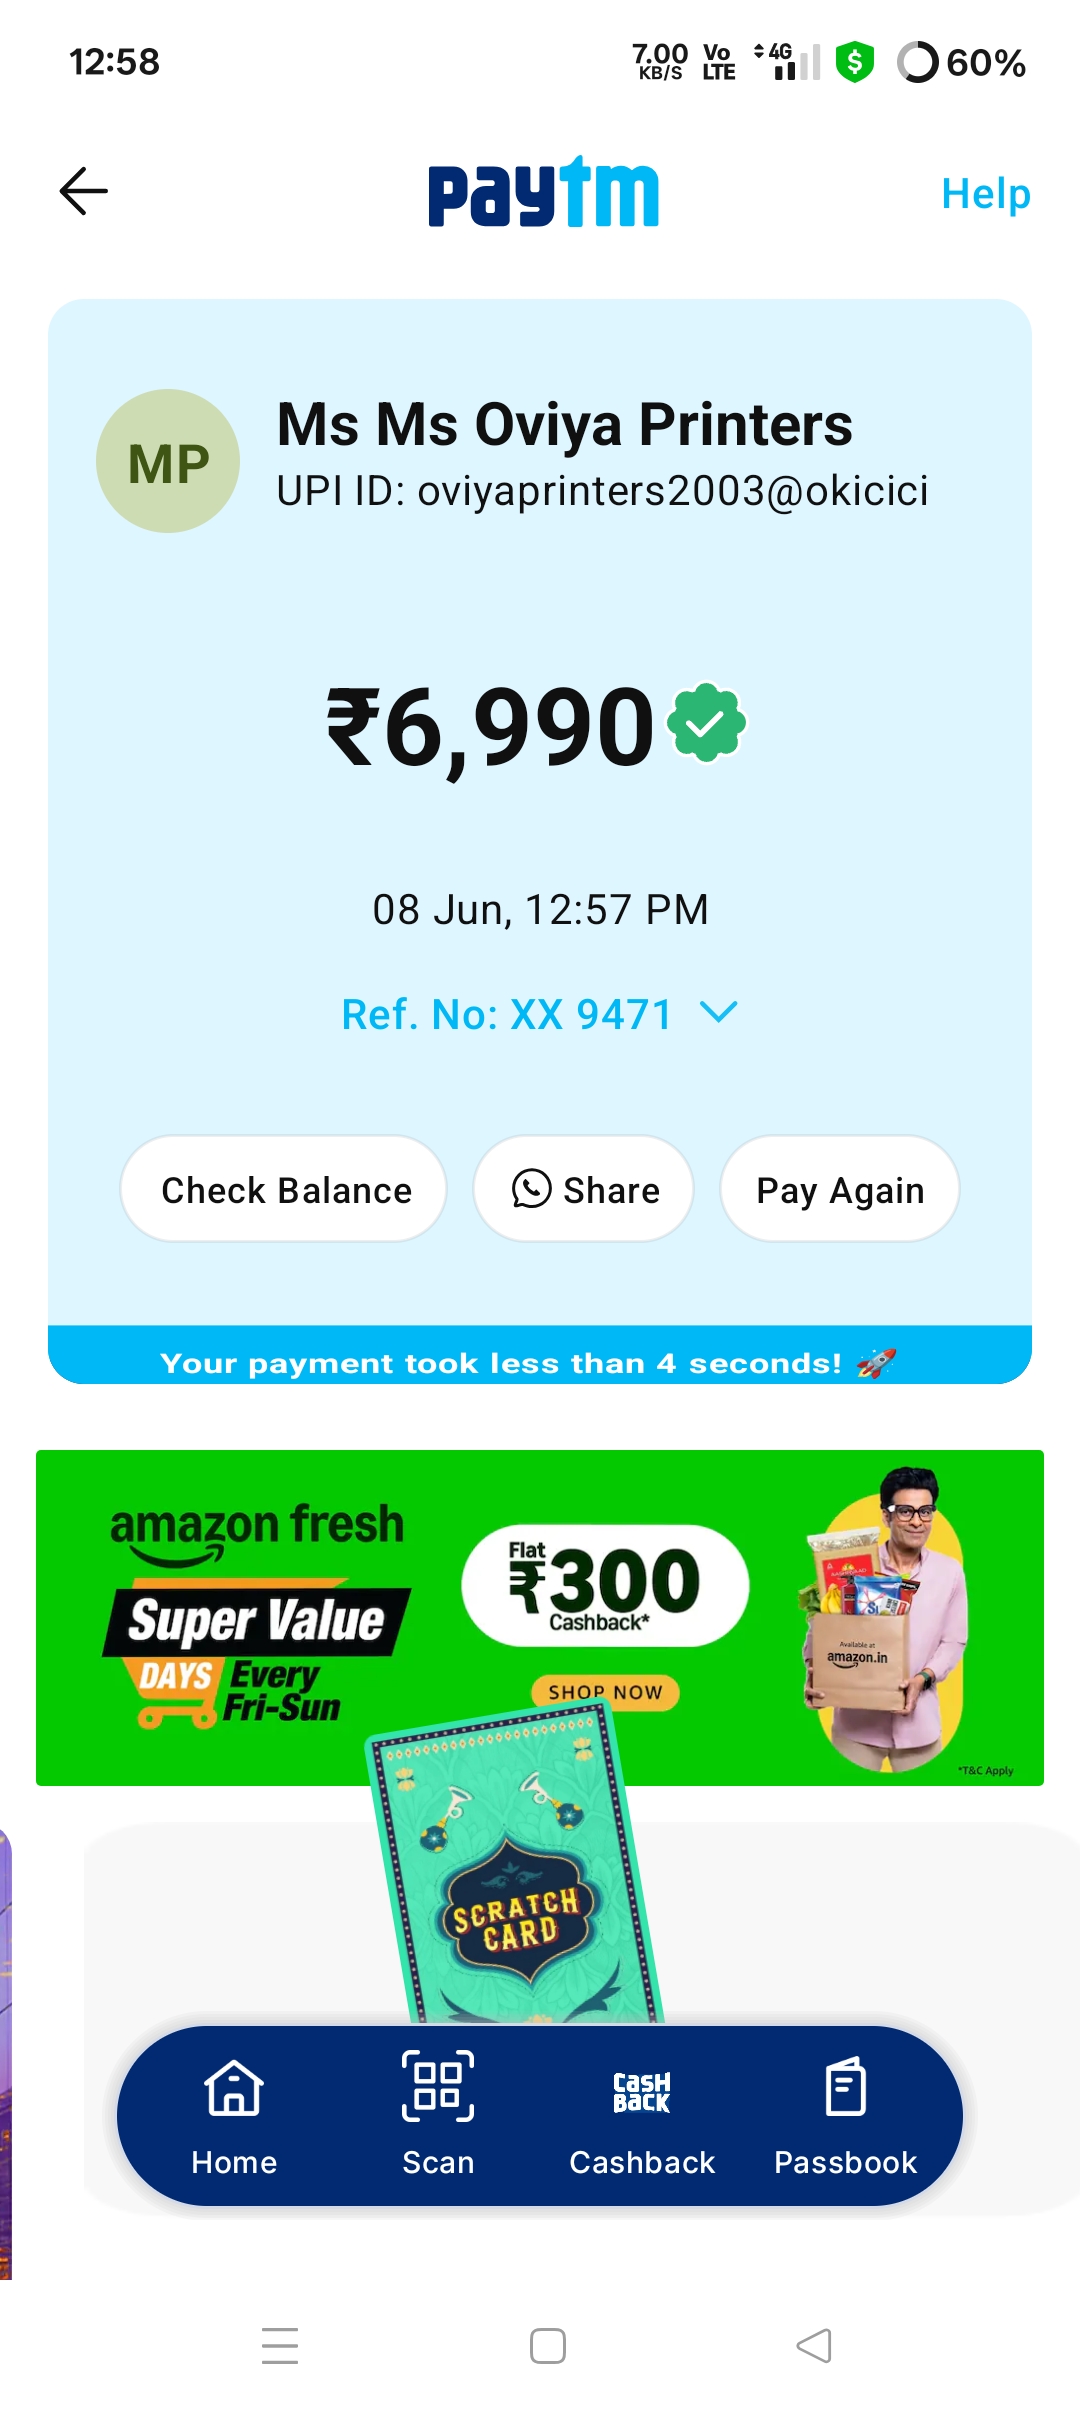 12:58
7.00 KB/S Vo LTE 4G 60%
paytm
Help
MP
Ms Ms Oviya Printers
UPI ID: oviyaprinters2003@okicici
₹6,990
08 Jun, 12:57 PM
Ref. No: XX 9471
Check Balance
Share
Pay Again
Your payment took less than 4 seconds! 🚀
amazon fresh
Super Value
DAYS Every
Fri-Sun
Flat
₹300
Cashback*
SHOP NOW
Available at
amazon.in
*T&C Apply
SCRATCH
CARD
CASH
BACK
Home
Scan
Cashback
Passbook